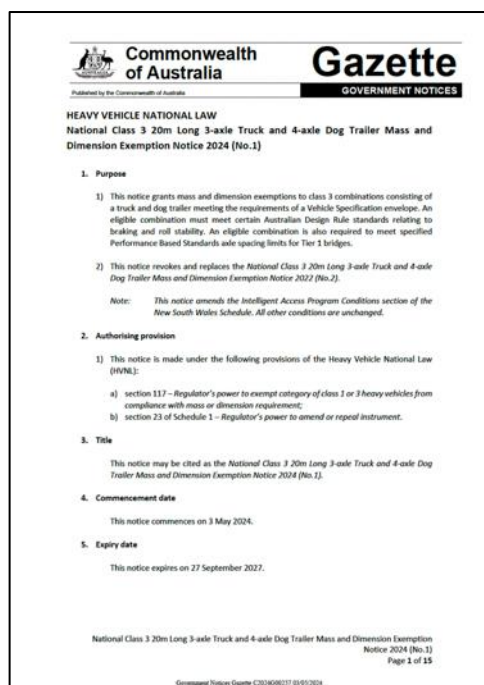 Commonwealth
of Australia
Gazette
Published by the Commonwealth of Australia
GOVERNMENT NOTICES
HEAVY VEHICLE NATIONAL LAW
National Class 3 20m Long 3-axle Truck and 4-axle Dog Trailer Mass and
Dimension Exemption Notice 2024 (No.1)
1. Purpose
1) This notice grants mass and dimension exemptions to class 3 combinations consisting of
a truck and dog trailer meeting the requirements of a Vehicle Specification envelope. An
eligible combination must meet certain Australian Design Rule standards relating to
braking and roll stability. An eligible combination is also required to meet specified
Performance Based Standards axle spacing limits for Tier 1 bridges.
2) This notice revokes and replaces the National Class 3 20m Long 3-axle Truck and 4-axle
Dog Trailer Mass and Dimension Exemption Notice 2022 (No.2).
Note: This notice amends the Intelligent Access Program Conditions section of the
New South Wales Schedule. All other conditions are unchanged.
2. Authorising provision
1) This notice is made under the following provisions of the Heavy Vehicle National Law
(HVNL):
a) section 117 – Regulator's power to exempt category of class 1 or 3 heavy vehicles from
compliance with mass or dimension requirement;
b) section 23 of Schedule 1 – Regulator's power to amend or repeal instrument.
3. Title
This notice may be cited as the National Class 3 20m Long 3-axle Truck and 4-axle Dog
Trailer Mass and Dimension Exemption Notice 2024 (No.1).
4. Commencement date
This notice commences on 3 May 2024.
5. Expiry date
This notice expires on 27 September 2027.
National Class 3 20m Long 3-axle Truck and 4-axle Dog Trailer Mass and Dimension Exemption
Notice 2024 (No.1)
Page 1 of 15
Government Notices Gazette C2024G00257 03/05/2024